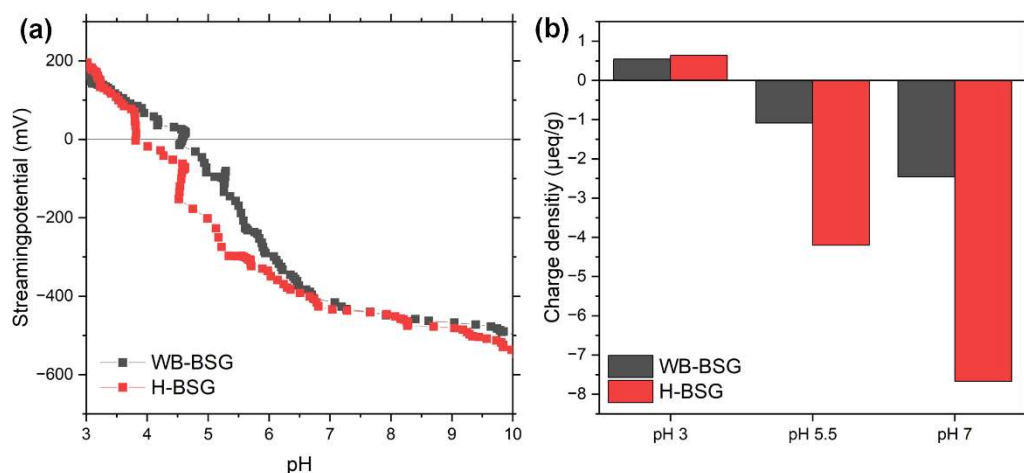 (a)
Streamingpotential (mV)
200
0
−200
−400
−600
WB-BSG
H-BSG
3 4 5 6 7 8 9 10
pH
(b)
Charge densitiy (µeq/g)
1
0
−1
−2
−3
−4
−5
−6
−7
−8
WB-BSG
H-BSG
pH 3 pH 5.5 pH 7